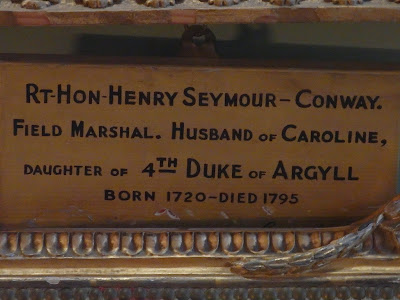 RT-HON-HENRY SEYMOUR-CONWAY.
FIELD MARSHAL. HUSBAND OF CAROLINE,
DAUGHTER OF 4TH DUKE OF ARGYLL
BORN 1720-DIED 1795